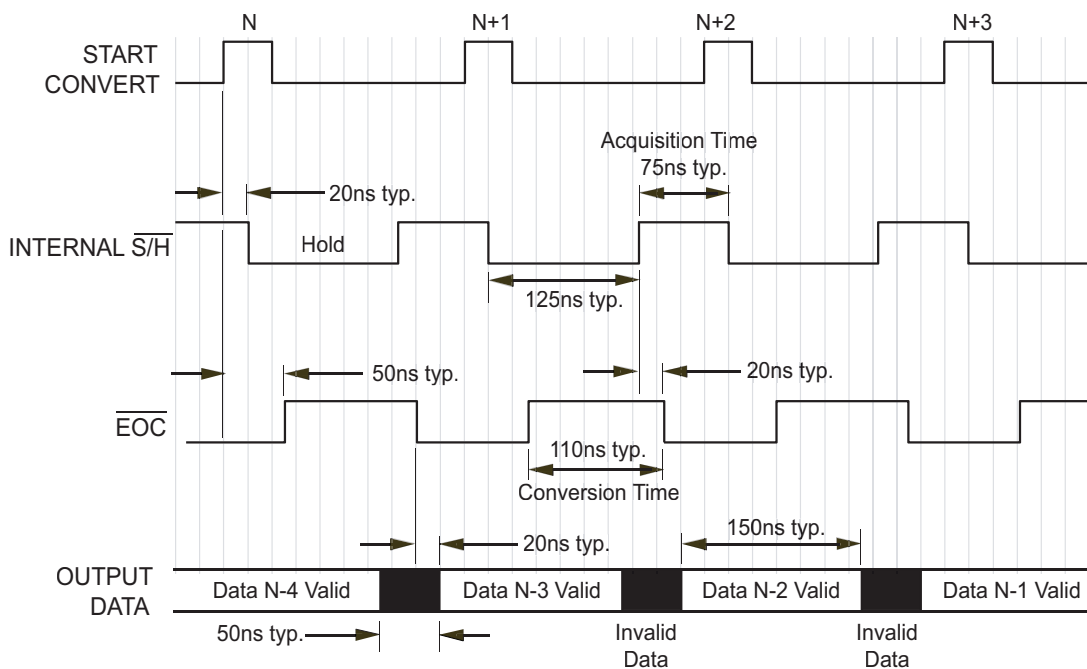 N
N+1
N+2
N+3
START
CONVERT
Acquisition Time
75ns typ.
20ns typ.
INTERNAL S/H
Hold
125ns typ.
50ns typ.
20ns typ.
EOC
110ns typ.
Conversion Time
20ns typ.
150ns typ.
OUTPUT
DATA
Data N-4 Valid
Data N-3 Valid
Data N-2 Valid
Data N-1 Valid
50ns typ.
Invalid
Data
Invalid
Data